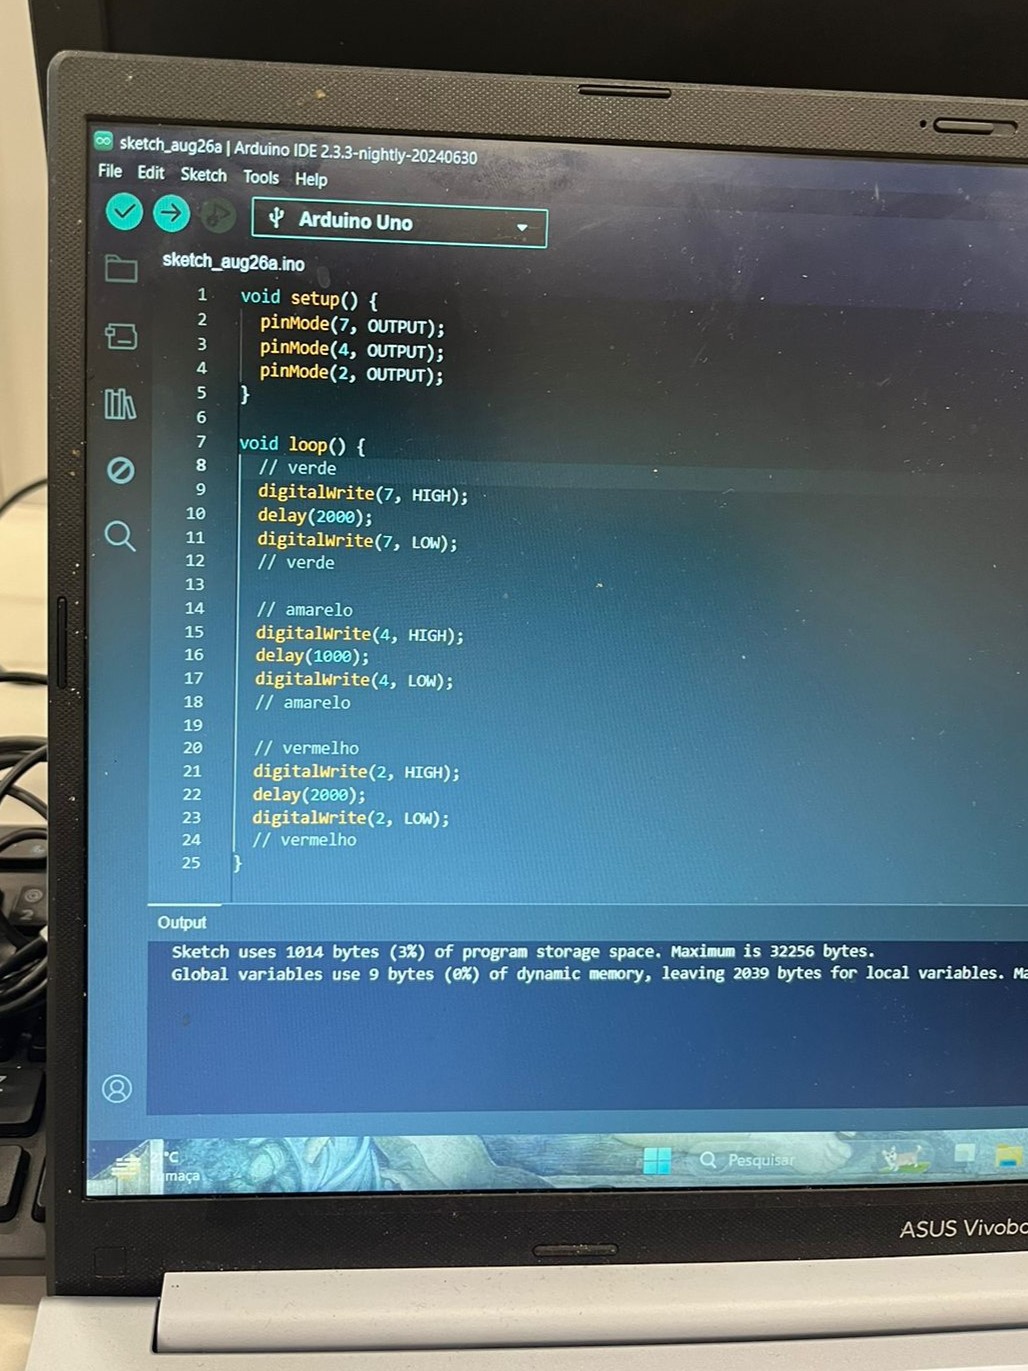 sketch_aug26a | Arduino IDE 2.3.3-nightly-20240630
File Edit Sketch Tools Help
Arduino Uno
sketch_aug26a.ino
1 void setup() {
2 pinMode(7, OUTPUT);
3 pinMode(4, OUTPUT);
4 pinMode(2, OUTPUT);
5 }
6
7 void loop() {
8 // verde
9 digitalWrite(7, HIGH);
10 delay(2000);
11 digitalWrite(7, LOW);
12 // verde
13
14 // amarelo
15 digitalWrite(4, HIGH);
16 delay(1000);
17 digitalWrite(4, LOW);
18 // amarelo
19
20 // vermelho
21 digitalWrite(2, HIGH);
22 delay(2000);
23 digitalWrite(2, LOW);
24 // vermelho
25 }
Output
Sketch uses 1014 bytes (3%) of program storage space. Maximum is 32256 bytes.
Global variables use 9 bytes (0%) of dynamic memory, leaving 2039 bytes for local variables. Ma
°C
maça
Pesquisar
ASUS Vivobo
2